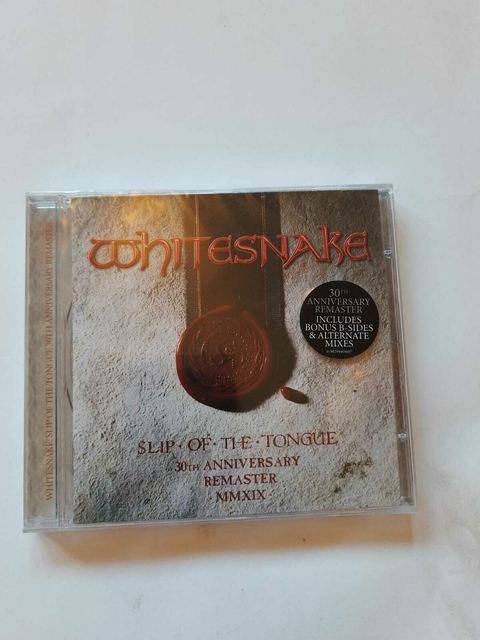 WHITESNAKE
30TH
ANNIVERSARY
REMASTER
INCLUDES
BONUS B-SIDES
& ALTERNATE
MIXES
SLIP · OF · THE · TONGUE
30TH ANNIVERSARY
REMASTER
· MMXIX ·
WHITESNAKE SLIP OF THE TONGUE 30TH ANNIVERSARY REMASTER